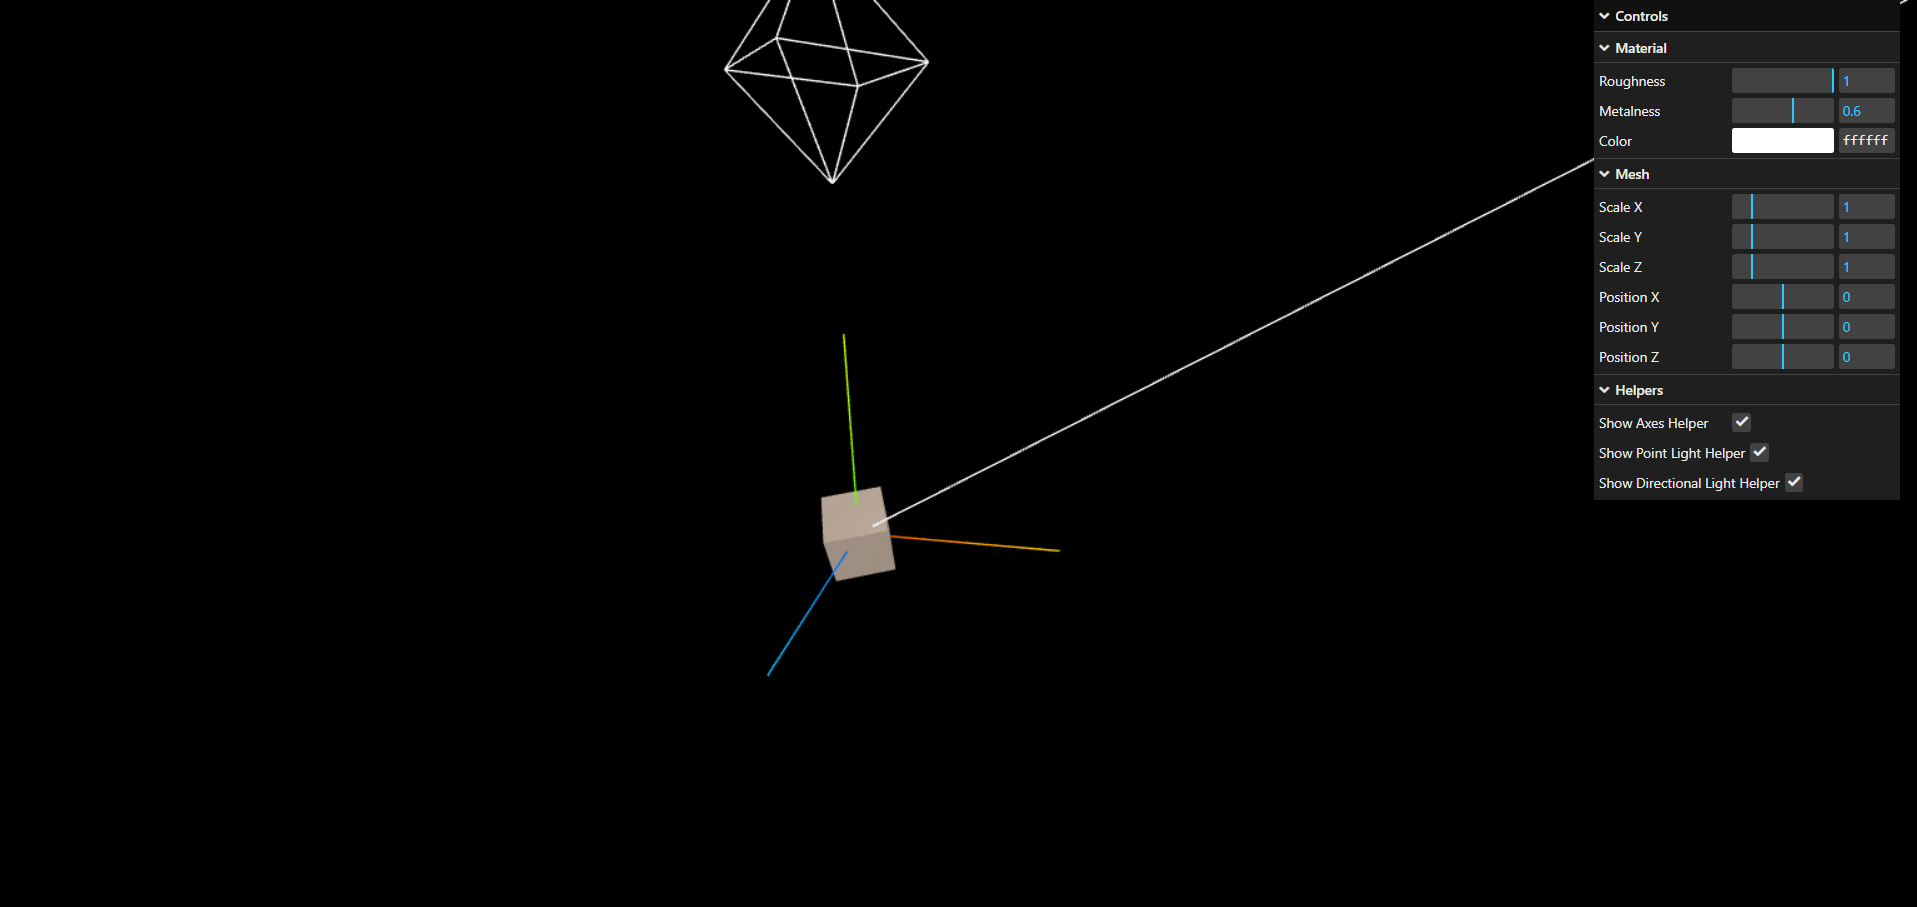 Controls
Material
Roughness 1
Metalness 0.6
Color ffffff
Mesh
Scale X 1
Scale Y 1
Scale Z 1
Position X 0
Position Y 0
Position Z 0
Helpers
Show Axes Helper
Show Point Light Helper
Show Directional Light Helper